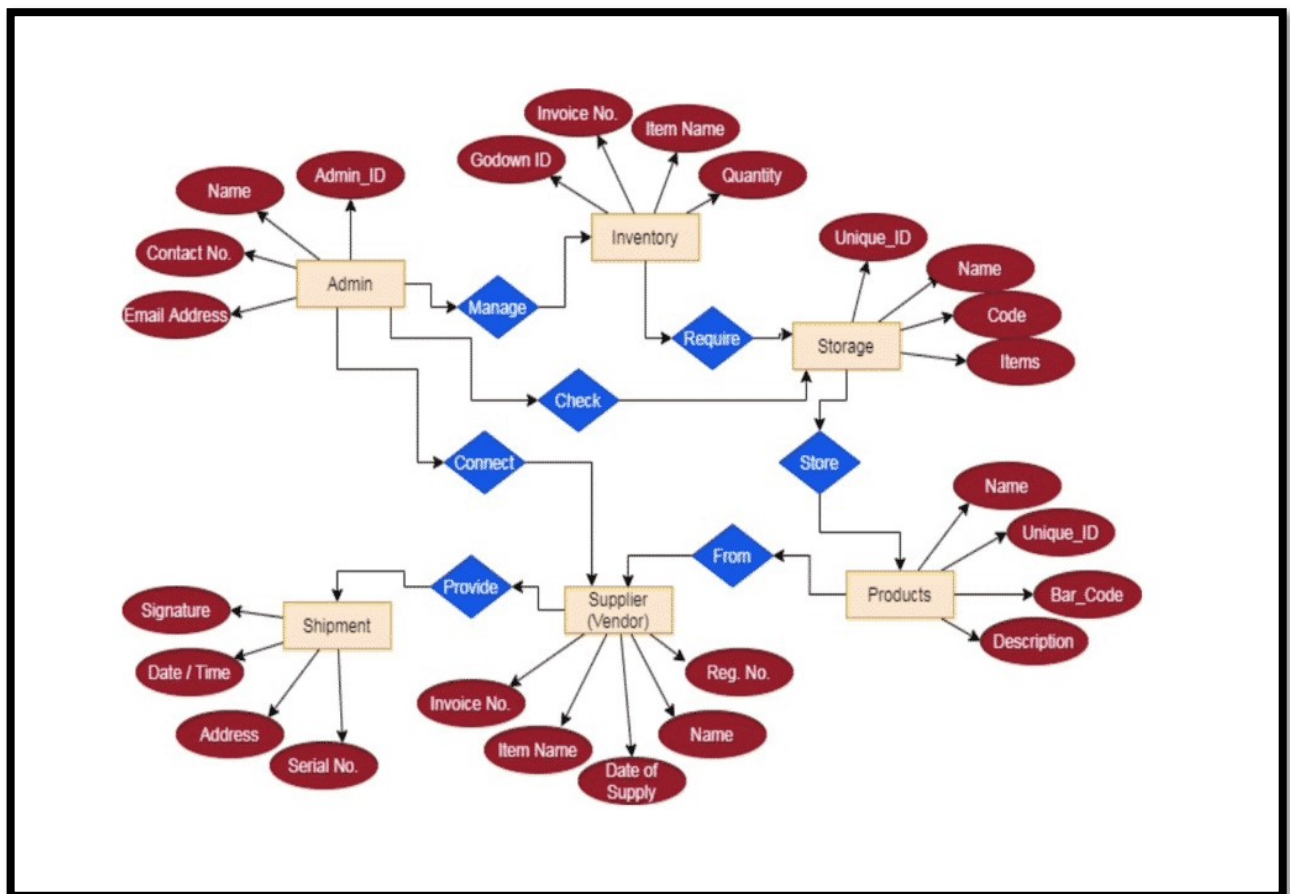 Invoice No.
Item Name
Godown ID
Quantity
Admin_ID
Name
Contact No.
Email Address
Admin
Manage
Inventory
Unique_ID
Name
Code
Items
Require
Storage
Check
Connect
Store
Name
Unique_ID
Bar_Code
Description
From
Products
Provide
Supplier
(Vendor)
Shipment
Signature
Date / Time
Address
Serial No.
Invoice No.
Item Name
Date of
Supply
Name
Reg. No.